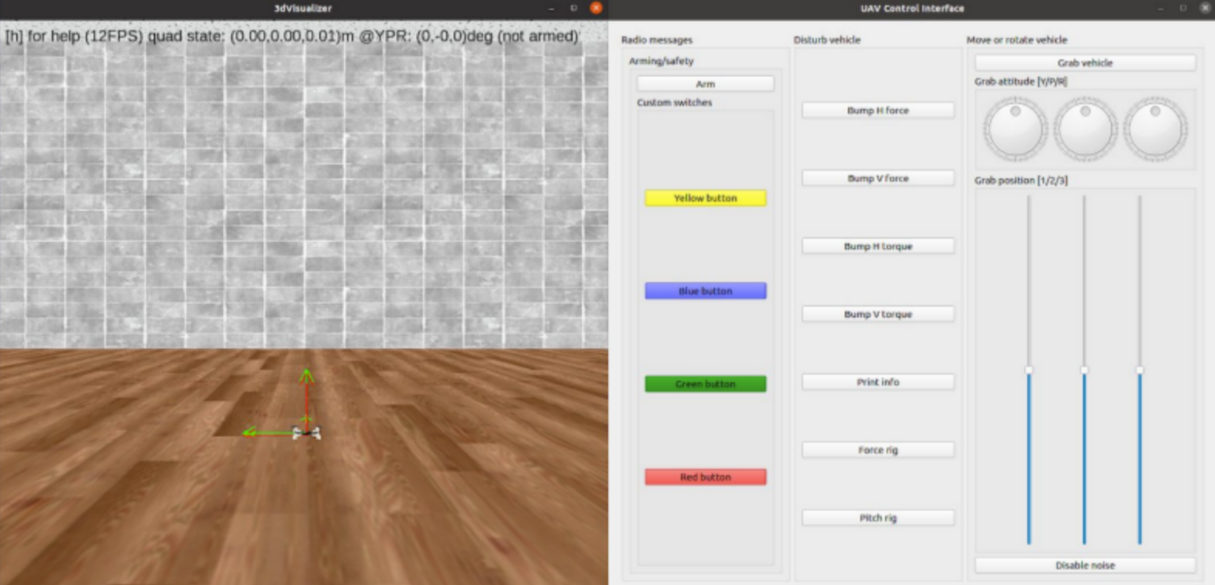 3dVisualizer
[h] for help (12FPS) quad state: (0.00,0.00,0.01)m @YPR: (0,-0,0)deg (not armed)
UAV Control Interface
Radio messages
Arming/safety
Arm
Custom switches
Yellow button
Blue button
Green button
Red button
Disturb vehicle
Bump H force
Bump V force
Bump H torque
Bump V torque
Print info
Force rig
Pitch rig
Move or rotate vehicle
Grab vehicle
Grab attitude [Y/P/R]
Grab position [1/2/3]
Disable noise